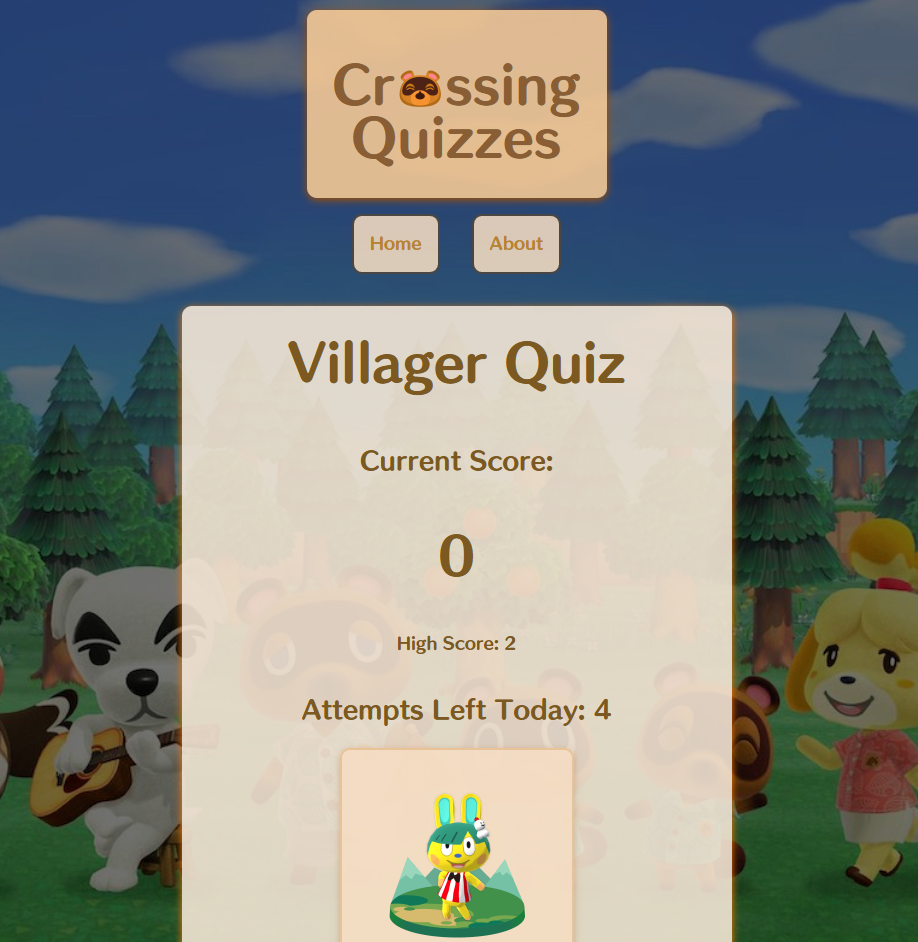 Crossing
Quizzes
Home
About
Villager Quiz
Current Score:
0
High Score: 2
Attempts Left Today: 4